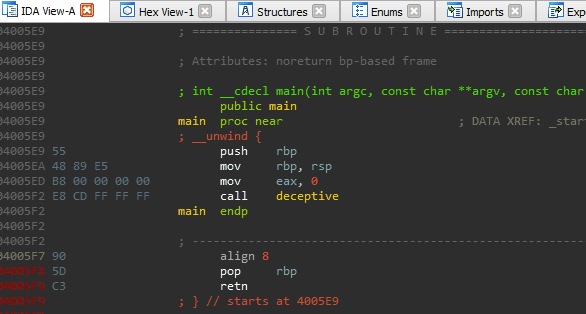 IDA View-A Hex View-1 Structures Enums Imports Exp
04005E9 ; ============== S U B R O U T I N E =====================
04005E9
04005E9 ; Attributes: noreturn bp-based frame
04005E9
04005E9 ; int __cdecl main(int argc, const char **argv, const char
04005E9 public main
04005E9 main proc near ; DATA XREF: _star
04005E9 ; __unwind {
04005E9 55 push rbp
04005EA 48 89 E5 mov rbp, rsp
04005ED B8 00 00 00 00 mov eax, 0
04005F2 E8 CD FF FF FF call deceptive
04005F2 main endp
04005F2
04005F2 ; ---------------------------------------------------------
04005F7 90 align 8
04005F8 5D pop rbp
04005F9 C3 retn
04005F9 ; } // starts at 4005E9